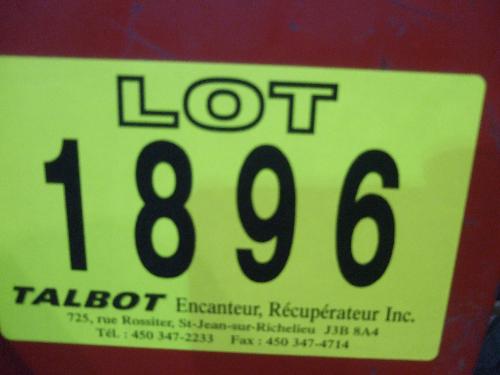 LOT
1896
TALBOT Encanteur, Récupérateur Inc.
725, rue Rossiter, St-Jean-sur-Richelieu J3B 8A4
Tél. : 450 347-2233 Fax : 450 347-4714